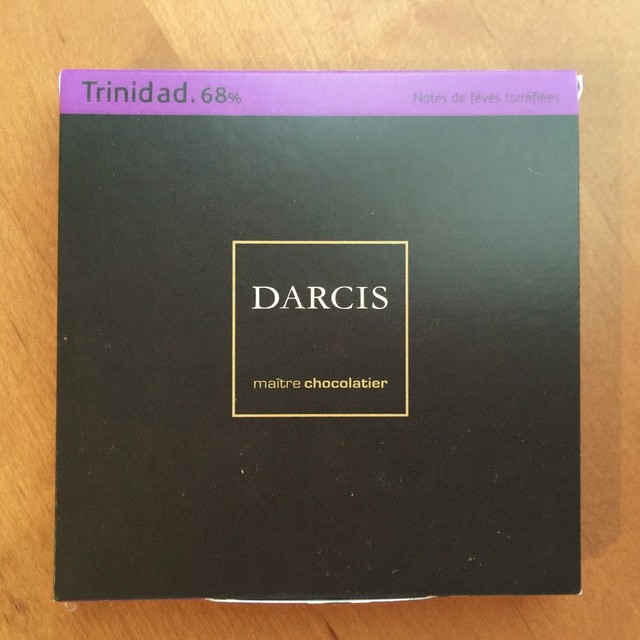 Trinidad. 68%
Notes de fèves torréfiées
DARCIS
maître chocolatier